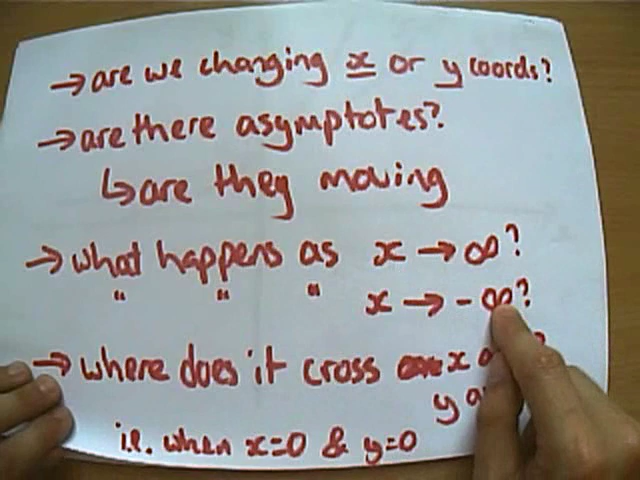 → are we changing x or y coords?
→ are there asymptotes?
↳ are they moving
→ what happens as x → ∞?
" " " x → -∞?
→ where does it cross x
y
i.e. when x=0 & y=0